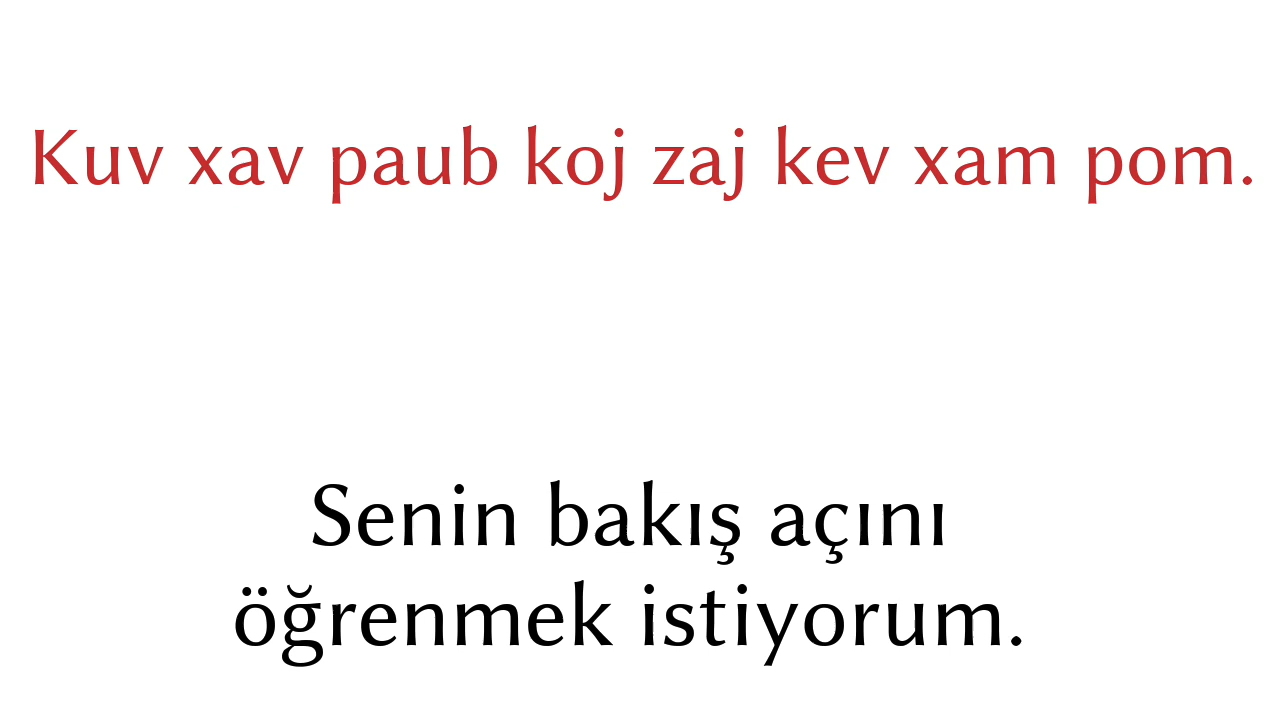 Kuv xav paub koj zaj kev xam pom.
Senin bakış açını
öğrenmek istiyorum.